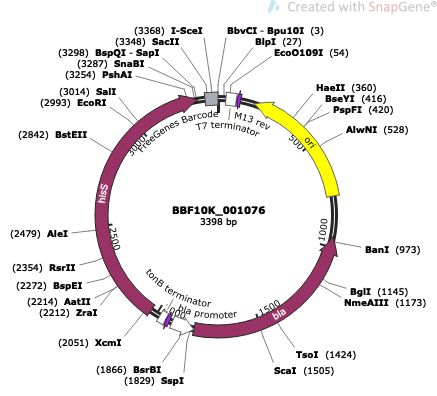 Created with SnapGene®
(3368) I-SceI
(3348) SacII
(3298) BspQI - SapI
(3287) SnaBI
(3254) PshAI
(3014) SalI
(2993) EcoRI
(2842) BstEII
(2479) AleI
(2354) RsrII
(2272) BspEI
(2214) AatII
(2212) ZraI
(2051) XcmI
(1866) BsrBI
(1829) SspI
BbvCI - Bpu10I (3)
BlpI (27)
EcoO109I (54)
HaeII (360)
BseYI (416)
PspFI (420)
AlwNI (528)
BanI (973)
BglI (1145)
NmeAIII (1173)
TsoI (1424)
ScaI (1505)
FreeGenes Barcode
T7 terminator
M13 rev
ori
bla
bla promoter
tonB terminator
hisS
500
1000
1500
2500
3000
BBF10K_001076
3398 bp